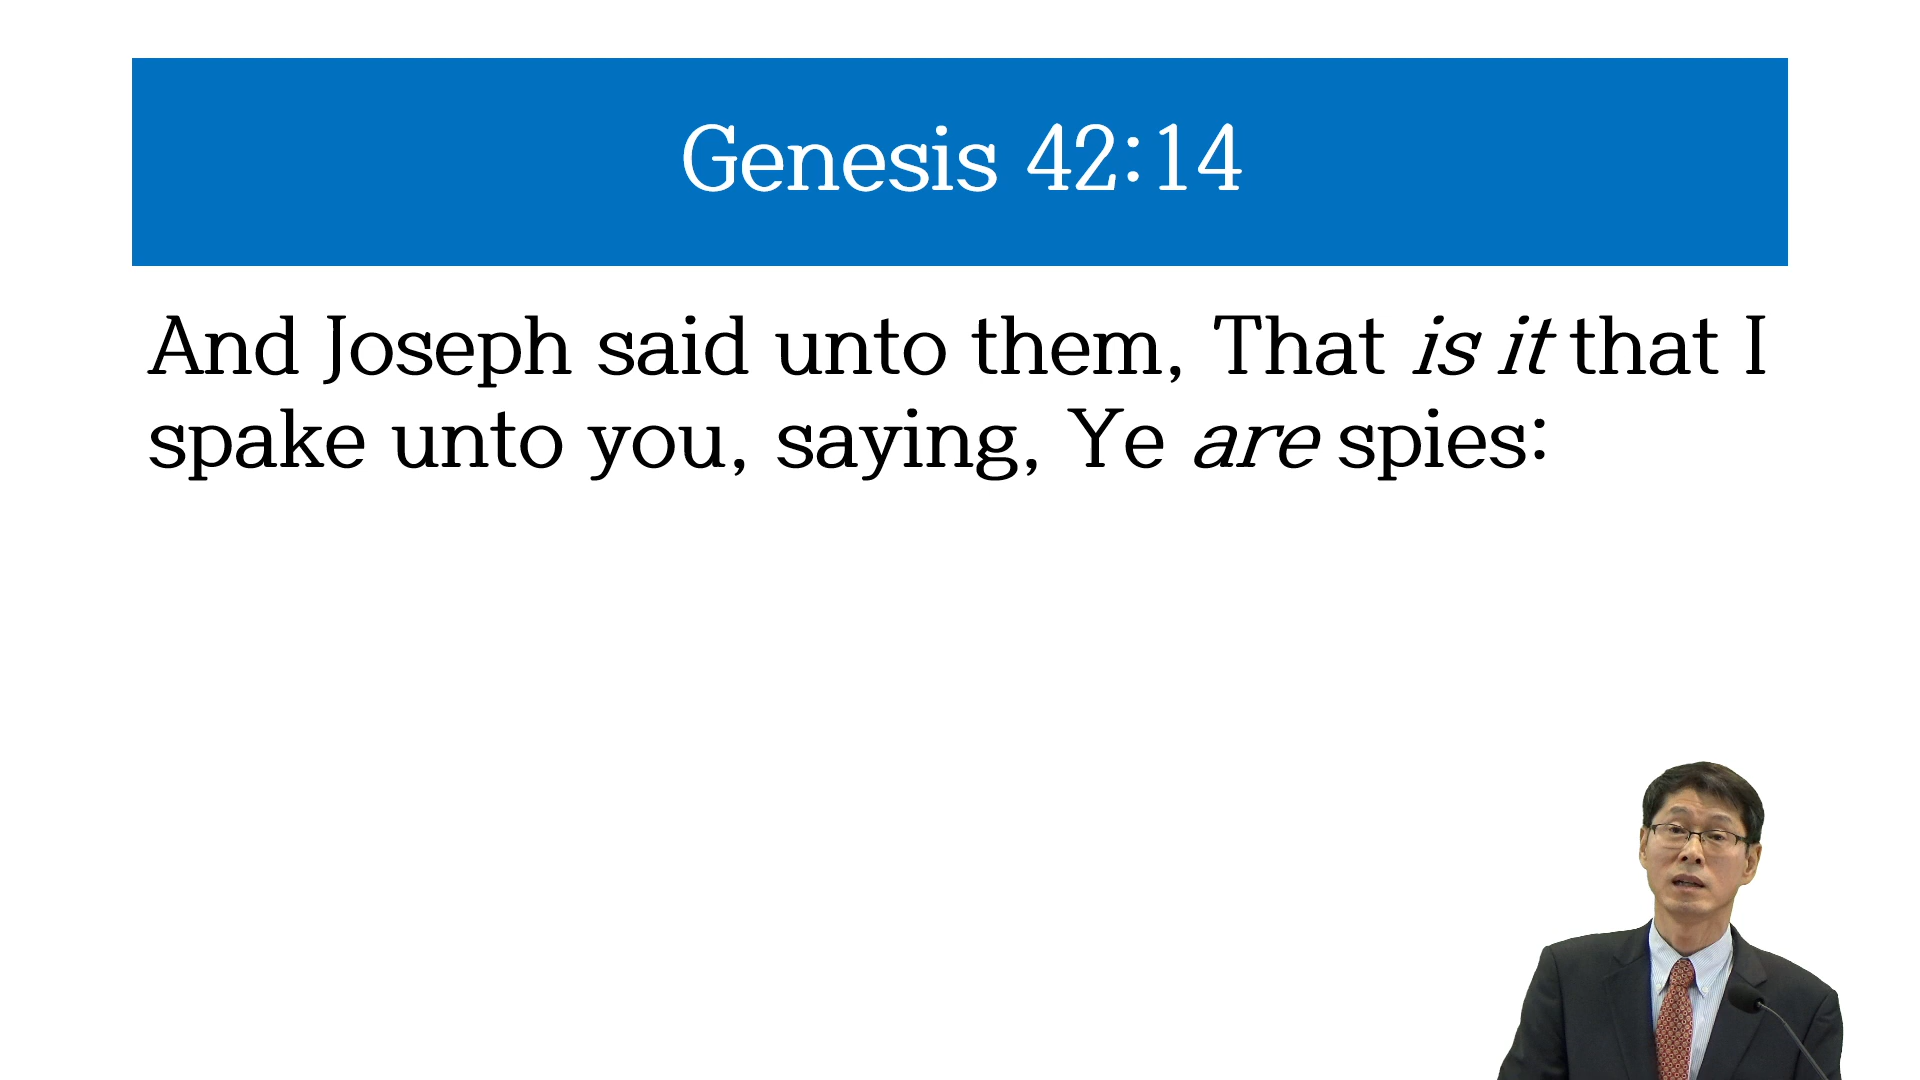 Genesis 42:14
And Joseph said unto them, That is it that I
spake unto you, saying, Ye are spies: